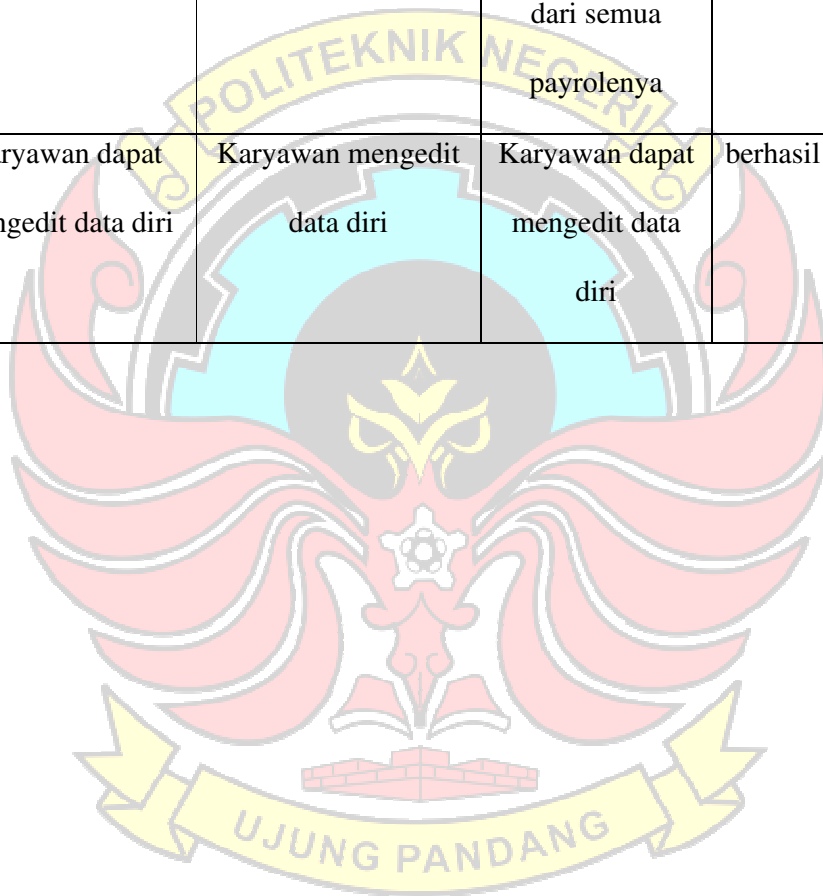 dari semua
payrolenya
aryawan dapat
ngedit data diri
Karyawan mengedit
data diri
Karyawan dapat
mengedit data
diri
berhasil
POLITEKNIK NEGERI
UJUNG PANDANG